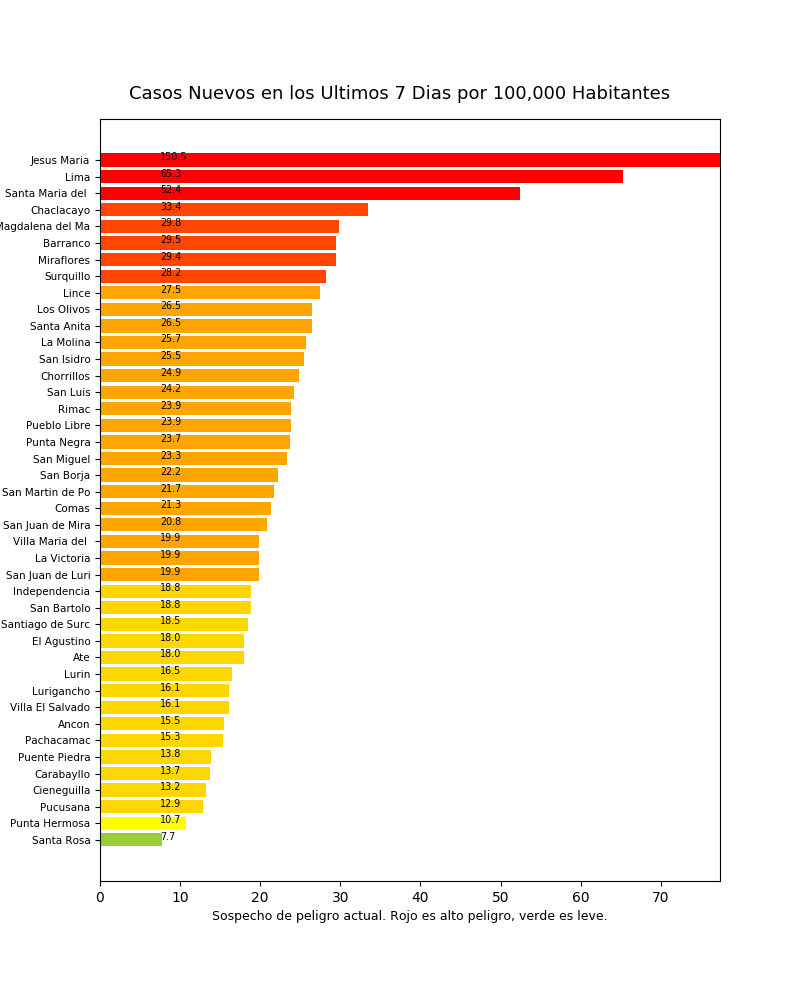 Casos Nuevos en los Ultimos 7 Dias por 100,000 Habitantes
Jesus Maria 150.5
Lima 65.3
Santa Maria del 52.4
Chaclacayo 33.4
Magdalena del Ma 29.8
Barranco 29.5
Miraflores 29.4
Surquillo 28.2
Lince 27.5
Los Olivos 26.5
Santa Anita 26.5
La Molina 25.7
San Isidro 25.5
Chorrillos 24.9
San Luis 24.2
Rimac 23.9
Pueblo Libre 23.9
Punta Negra 23.7
San Miguel 23.3
San Borja 22.2
San Martin de Po 21.7
Comas 21.3
San Juan de Mira 20.8
Villa Maria del 19.9
La Victoria 19.9
San Juan de Luri 19.9
Independencia 18.8
San Bartolo 18.8
Santiago de Surc 18.5
El Agustino 18.0
Ate 18.0
Lurin 16.5
Lurigancho 16.1
Villa El Salvado 16.1
Ancon 15.5
Pachacamac 15.3
Puente Piedra 13.8
Carabayllo 13.7
Cieneguilla 13.2
Pucusana 12.9
Punta Hermosa 10.7
Santa Rosa 7.7
0 10 20 30 40 50 60 70
Sospecho de peligro actual. Rojo es alto peligro, verde es leve.